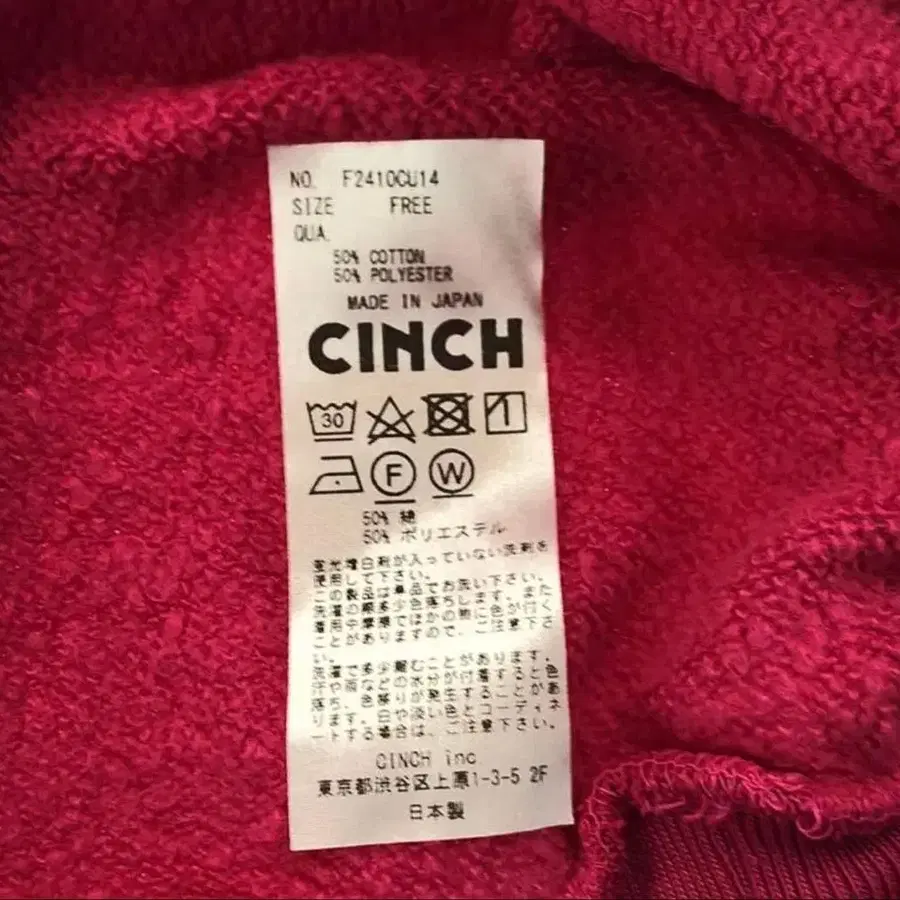 NO. F2410CU14
SIZE FREE
QUA.
50% COTTON
50% POLYESTER
MADE IN JAPAN
CINCH
30
1
F W
50% 綿
50% ポリエステル
蛍光増白剤が入っていない洗剤を
使用して下さい。
この製品は単品でお洗い下さい。
洗濯の際多少色落ちします。また
着用中摩擦でほかの物に色が付く
ことがありますので、ご注意下さ
い。
洗濯で多少縮むことがあります。
汗や雨などの水分が付着すると色
落ち、色移りが発生することがあ
ります。白や淡い色とコーディネ
ートする場合は、ご注意下さい。
CINCH inc.
東京都渋谷区上原1-3-5 2F
日本製